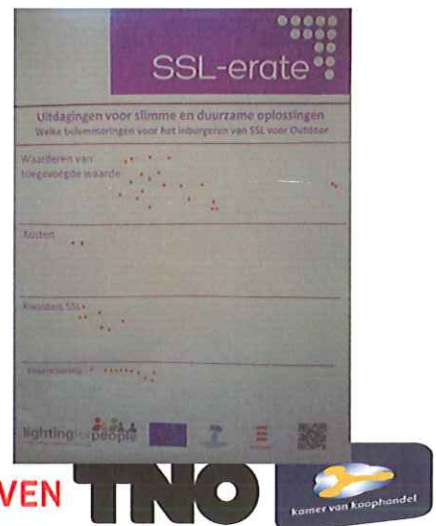 SSL-erate
Uitdagingen voor slimme en duurzame oplossingen
Welke belemmeringen voor het inburgeren van SSL voor Outdoor
Waarderen van
toegevoegde waarde
Kosten
Kwaliteit SSL
Financiering
lighting for people
VEN TNO kamer van koophandel